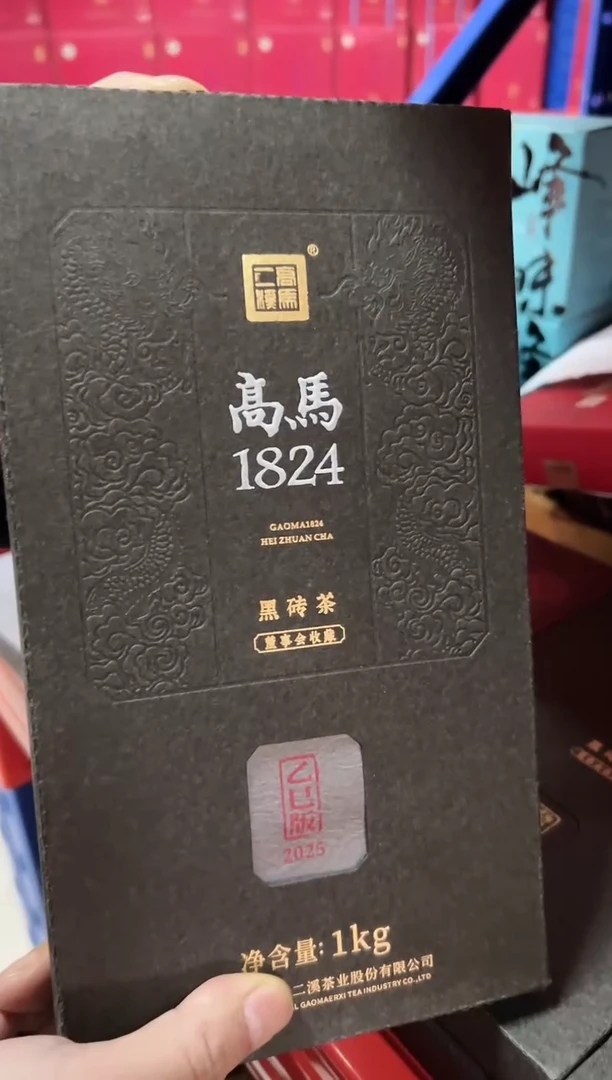 高馬
二溪
®
高馬
1824
GAOMA1824
HEI ZHUAN CHA
黑砖茶
董事会收藏
乙巳版
2025
净含量:1kg
二溪茶业股份有限公司
L GAOMAERXI TEA INDUSTRY CO.,LTD
峰
味